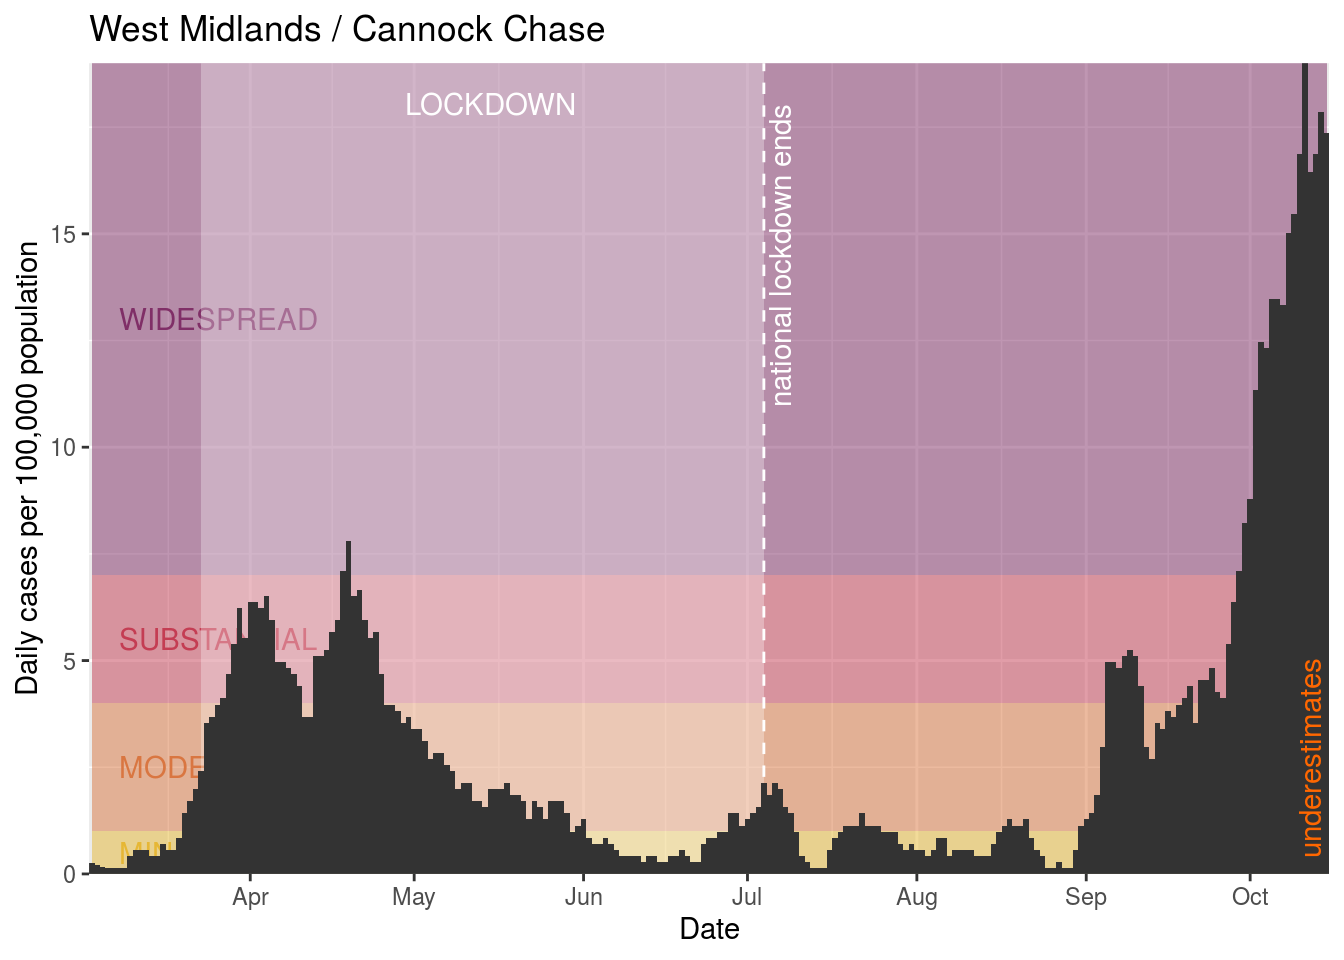 West Midlands / Cannock Chase
LOCKDOWN
national lockdown ends
WIDESPREAD
SUBSTANTIAL
underestimates
Daily cases per 100,000 population
15
10
5
0
Apr
May
Jun
Jul
Aug
Sep
Oct
Date